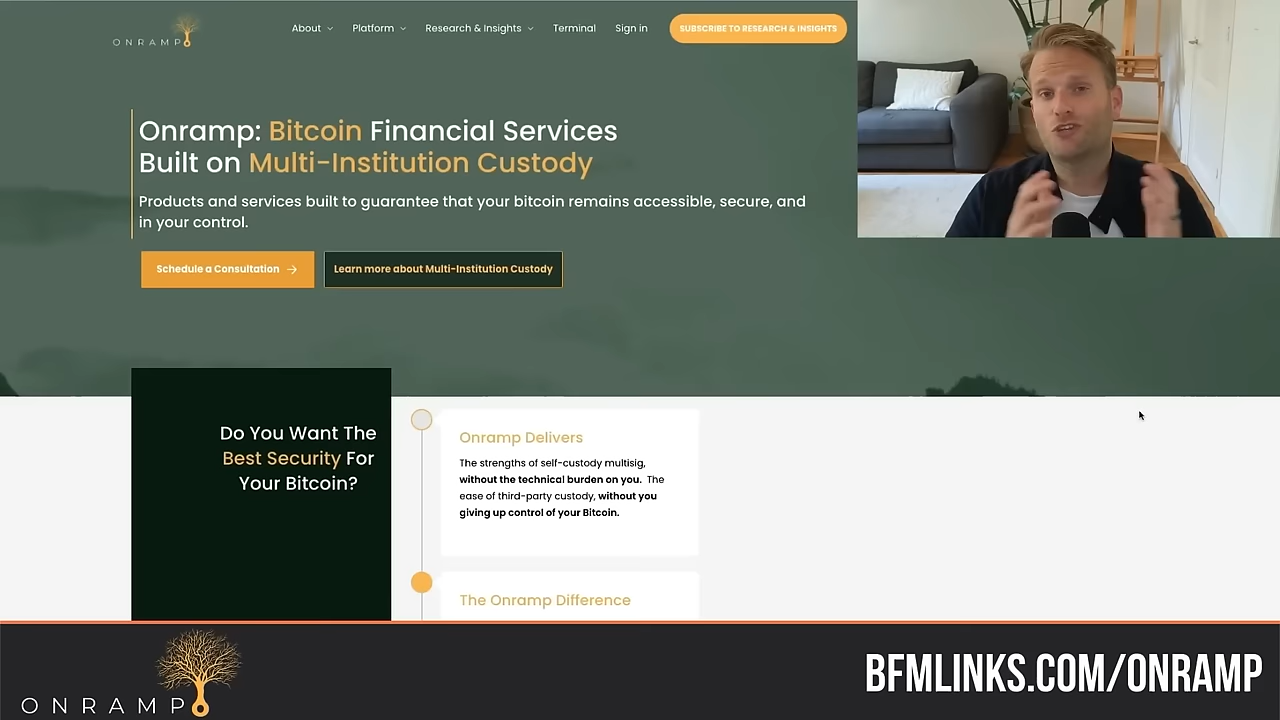 ONRAMP
About
Platform
Research & Insights
Terminal
Sign in
SUBSCRIBE TO RESEARCH & INSIGHTS
Onramp: Bitcoin Financial Services
Built on Multi-Institution Custody
Products and services built to guarantee that your bitcoin remains accessible, secure, and
in your control.
Schedule a Consultation
Learn more about Multi-Institution Custody
Do You Want The
Best Security For
Your Bitcoin?
Onramp Delivers
The strengths of self-custody multisig,
without the technical burden on you. The
ease of third-party custody, without you
giving up control of your Bitcoin.
The Onramp Difference
ONRAMP
BFMLINKS.COM/ONRAMP